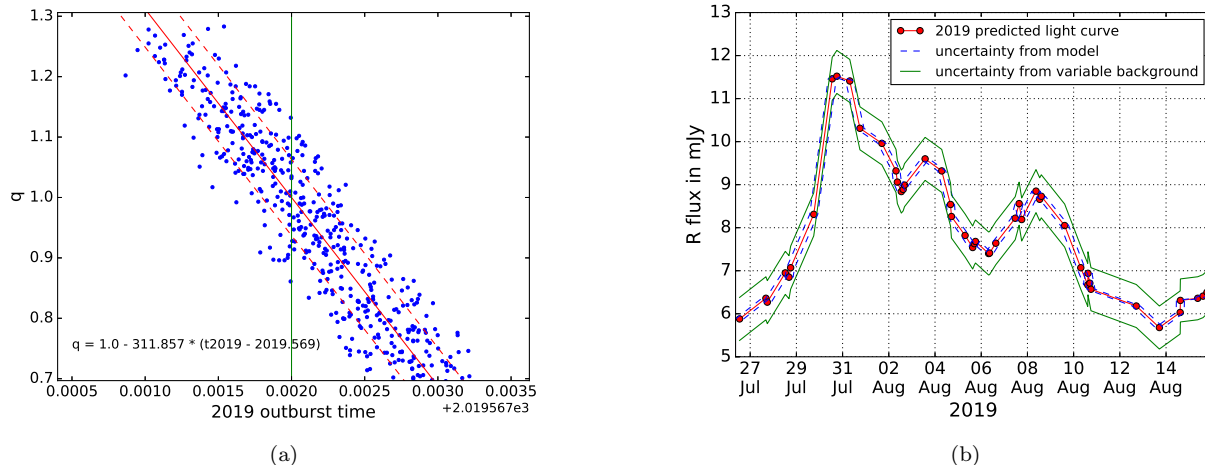 1.3
1.2
1.1
1.0
0.9
0.8
0.7
q
q = 1.0 - 311.857 * (t2019 - 2019.569)
0.0005 0.0010 0.0015 0.0020 0.0025 0.0030 0.0035
2019 outburst time
+2.019567e3
(a)
13
12
11
10
9
8
7
6
5
R flux in mJy
2019 predicted light curve
uncertainty from model
uncertainty from variable background
27 29 31 02 04 06 08 10 12 14
Jul Jul Jul Aug Aug Aug Aug Aug Aug Aug
2019
(b)